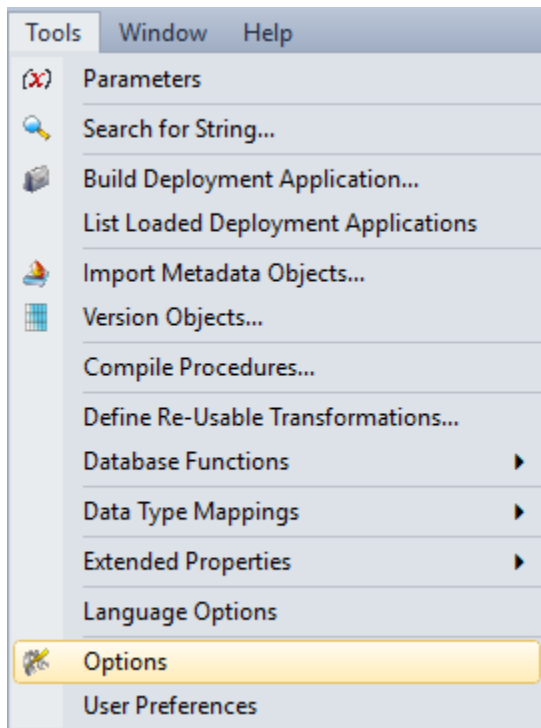 Tools Window Help
(x) Parameters
Search for String...
Build Deployment Application...
List Loaded Deployment Applications
Import Metadata Objects...
Version Objects...
Compile Procedures...
Define Re-Usable Transformations...
Database Functions
Data Type Mappings
Extended Properties
Language Options
Options
User Preferences